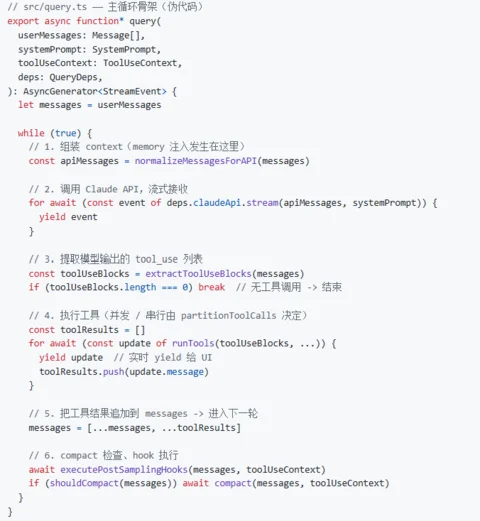 // src/query.ts —— 主循环骨架（伪代码）
export async function* query(
  userMessages: Message[],
  systemPrompt: SystemPrompt,
  toolUseContext: ToolUseContext,
  deps: QueryDeps,
): AsyncGenerator<StreamEvent> {
  let messages = userMessages

  while (true) {
    // 1. 组装 context（memory 注入发生在这里）
    const apiMessages = normalizeMessagesForAPI(messages)

    // 2. 调用 Claude API，流式接收
    for await (const event of deps.claudeApi.stream(apiMessages, systemPrompt)) {
      yield event
    }

    // 3. 提取模型输出的 tool_use 列表
    const toolUseBlocks = extractToolUseBlocks(messages)
    if (toolUseBlocks.length === 0) break  // 无工具调用 -> 结束

    // 4. 执行工具（并发 / 串行由 partitionToolCalls 决定）
    const toolResults = []
    for await (const update of runTools(toolUseBlocks, ...)) {
      yield update  // 实时 yield 给 UI
      toolResults.push(update.message)
    }

    // 5. 把工具结果追加到 messages -> 进入下一轮
    messages = [...messages, ...toolResults]

    // 6. compact 检查、hook 执行
    await executePostSamplingHooks(messages, toolUseContext)
    if (shouldCompact(messages)) await compact(messages, toolUseContext)
  }
}